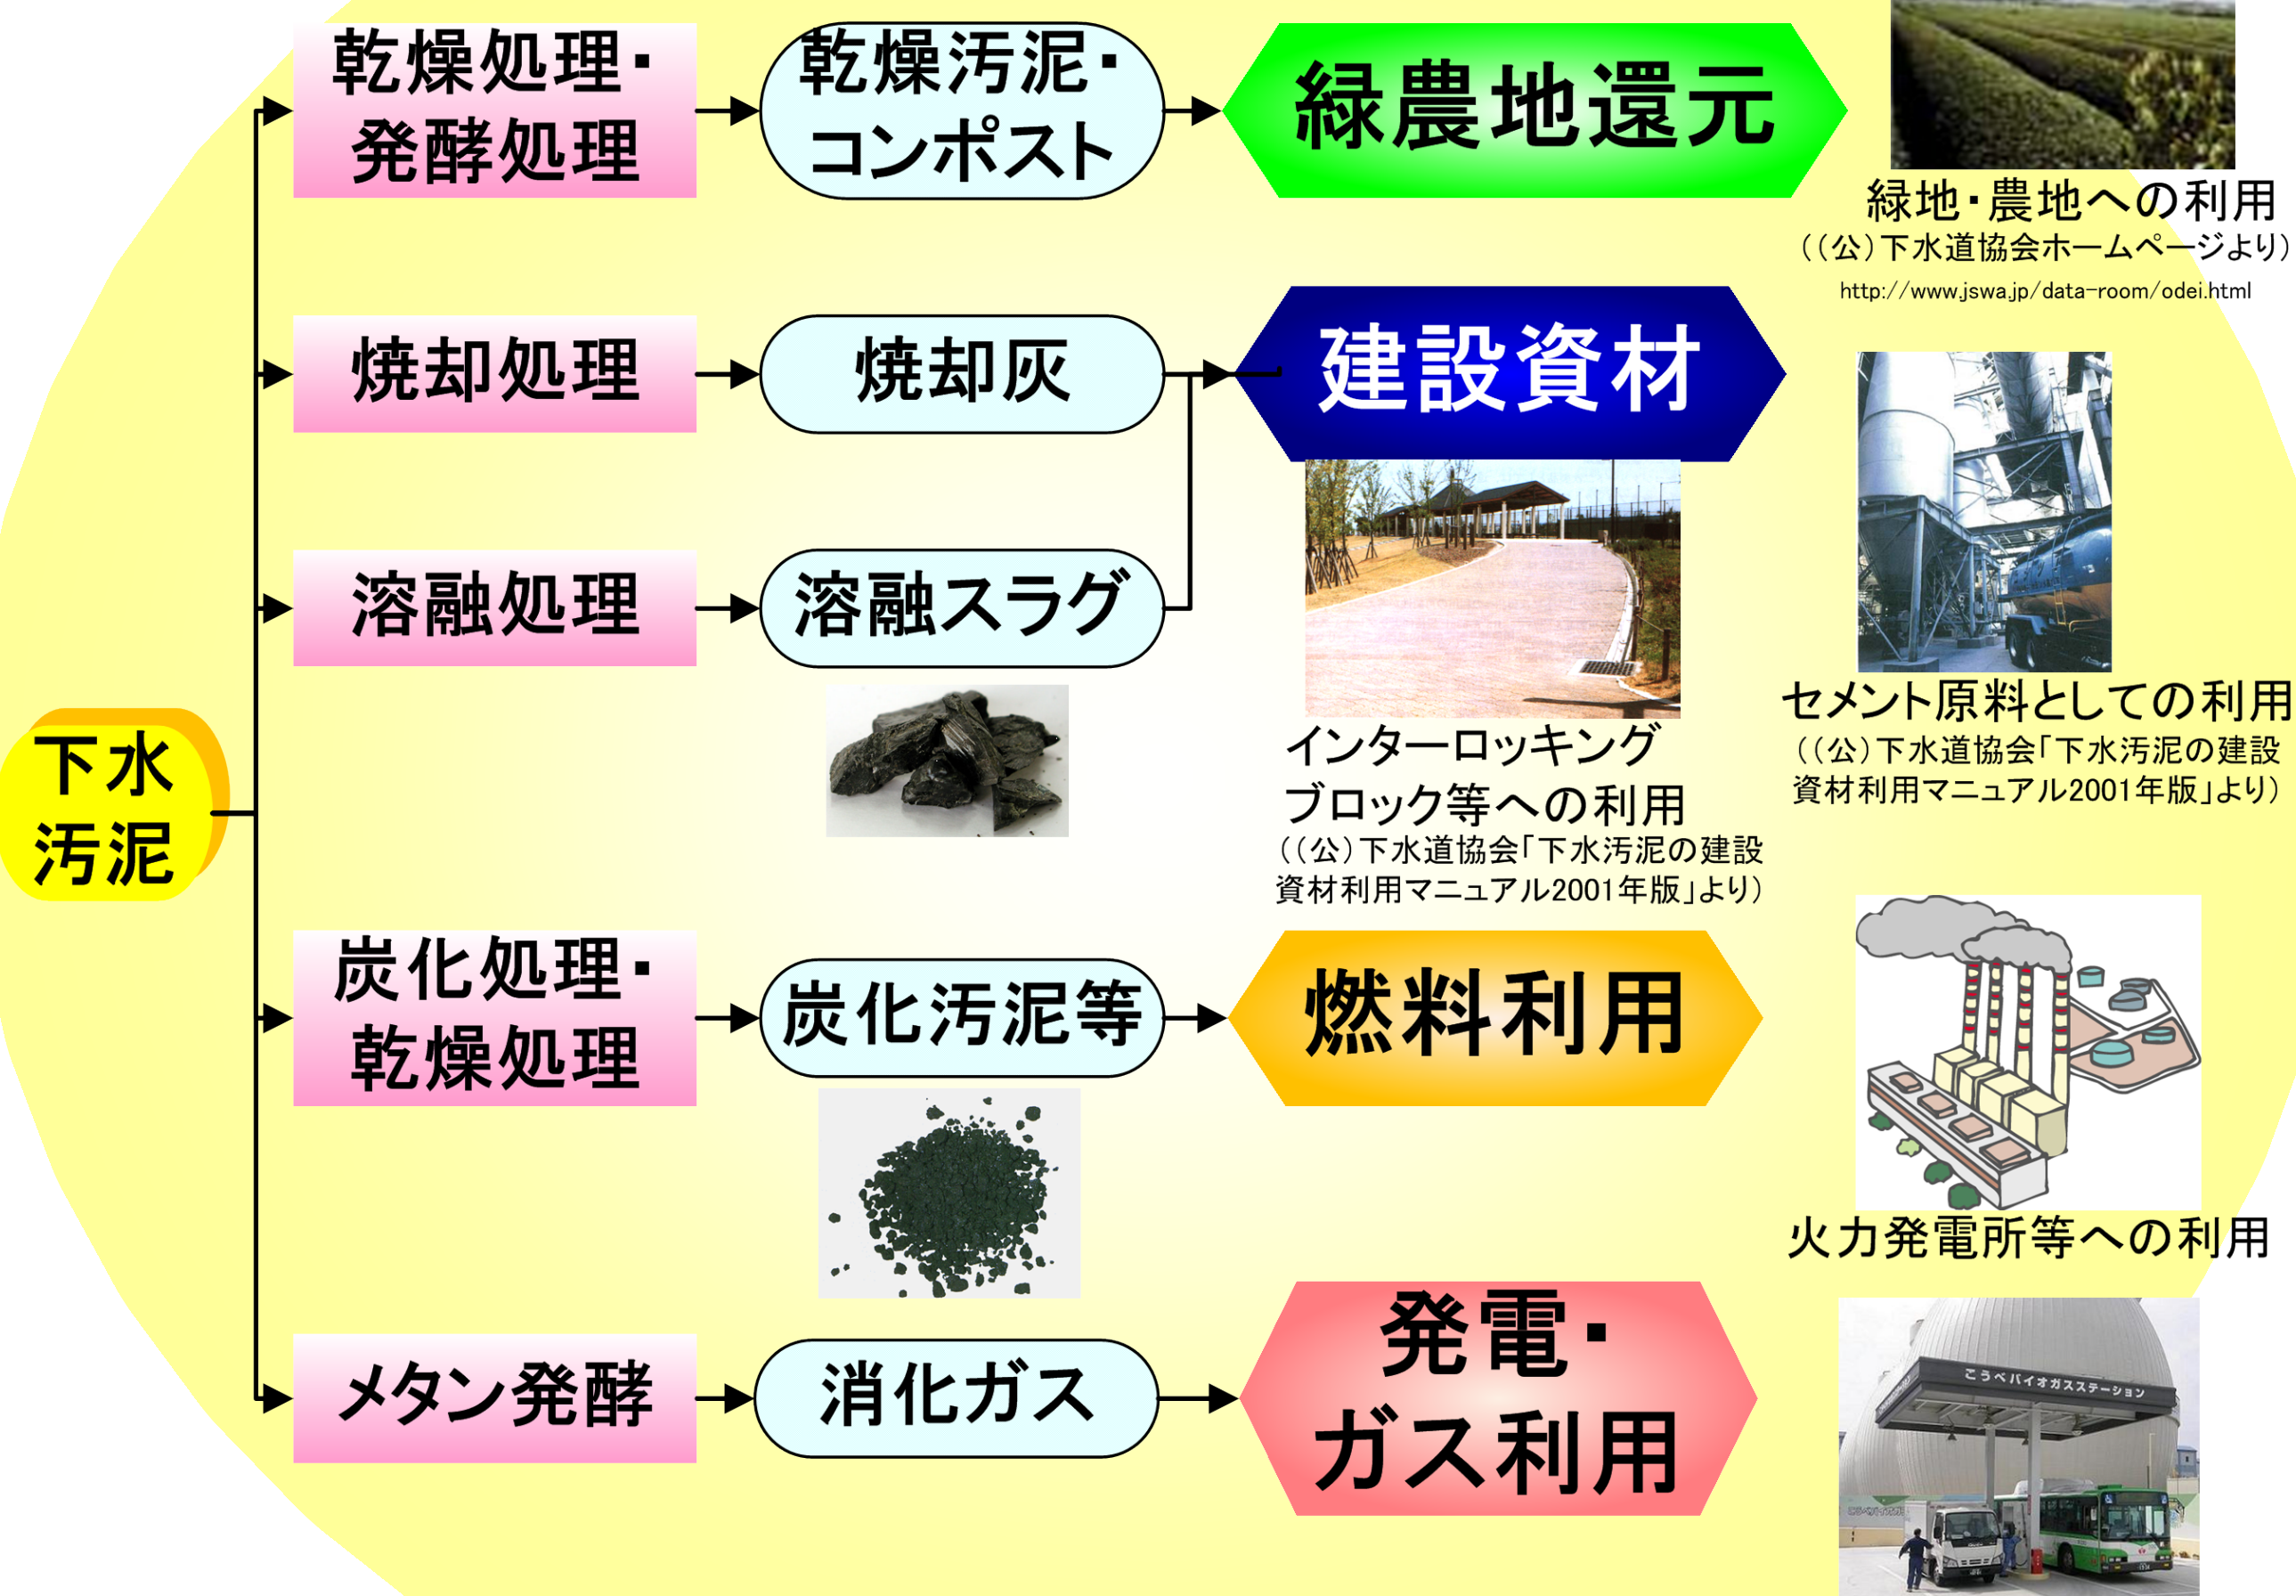 乾燥処理・
発酵処理
乾燥汚泥・
コンポスト
緑農地還元
緑地・農地への利用
（(公)下水道協会ホームページより）
http://www.jswa.jp/data-room/odei.html
焼却処理
焼却灰
建設資材
溶融処理
溶融スラグ
インターロッキング
ブロック等への利用
（(公)下水道協会「下水汚泥の建設
資材利用マニュアル2001年版」より）
セメント原料としての利用
（(公)下水道協会「下水汚泥の建設
資材利用マニュアル2001年版」より）
下水
汚泥
炭化処理・
乾燥処理
炭化汚泥等
燃料利用
火力発電所等への利用
メタン発酵
消化ガス
発電・
ガス利用
こうべバイオガスステーション